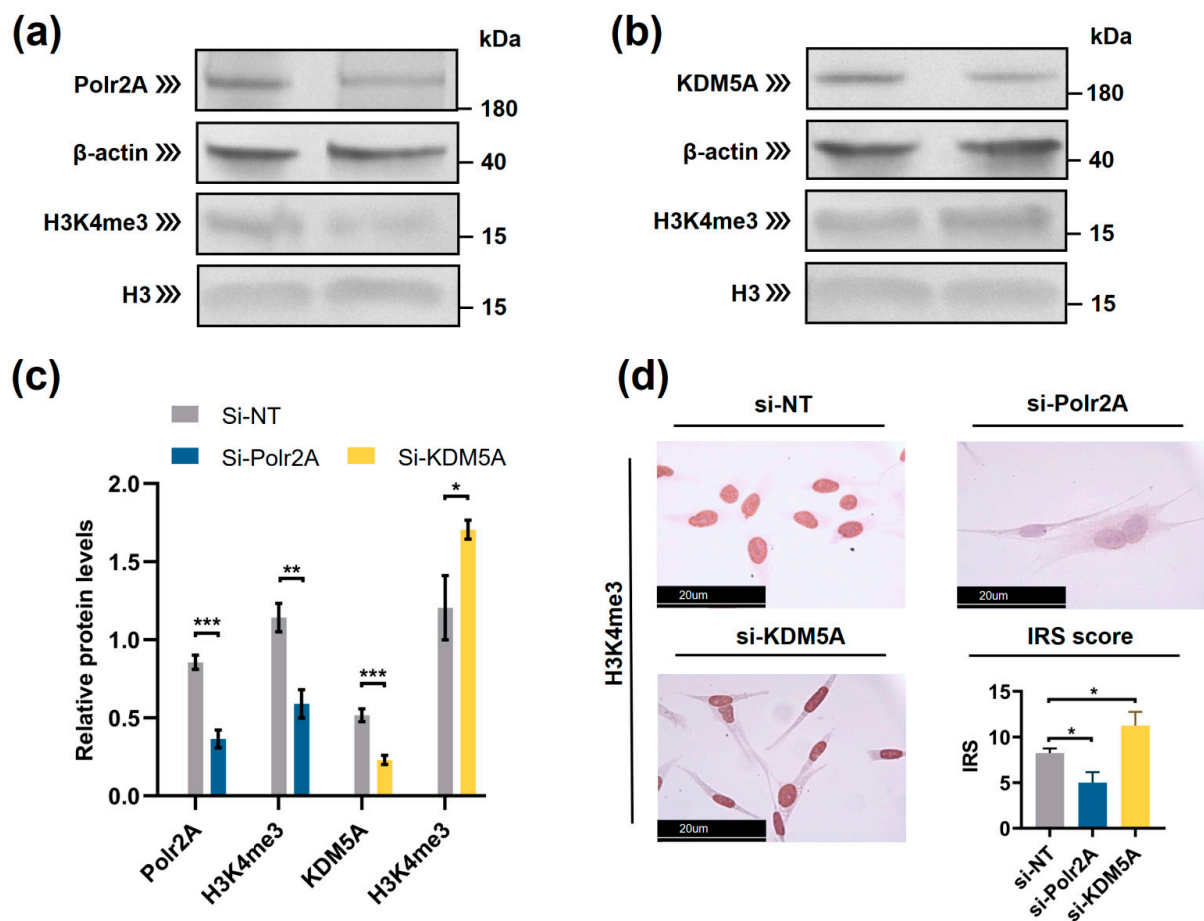 (a)
kDa
Polr2A
180
β-actin
40
H3K4me3
15
H3
15
(b)
kDa
KDM5A
180
β-actin
40
H3K4me3
15
H3
15
(c)
Si-NT
Si-Polr2A Si-KDM5A
Relative protein levels
2.0
1.5
1.0
0.5
0.0
***
**
***
*
Polr2A
H3K4me3
KDM5A
H3K4me3
(d)
si-NT
si-Polr2A
H3K4me3
20um
20um
si-KDM5A
IRS score
20um
IRS
15
10
5
0
*
*
si-NT
si-Polr2A
si-KDM5A